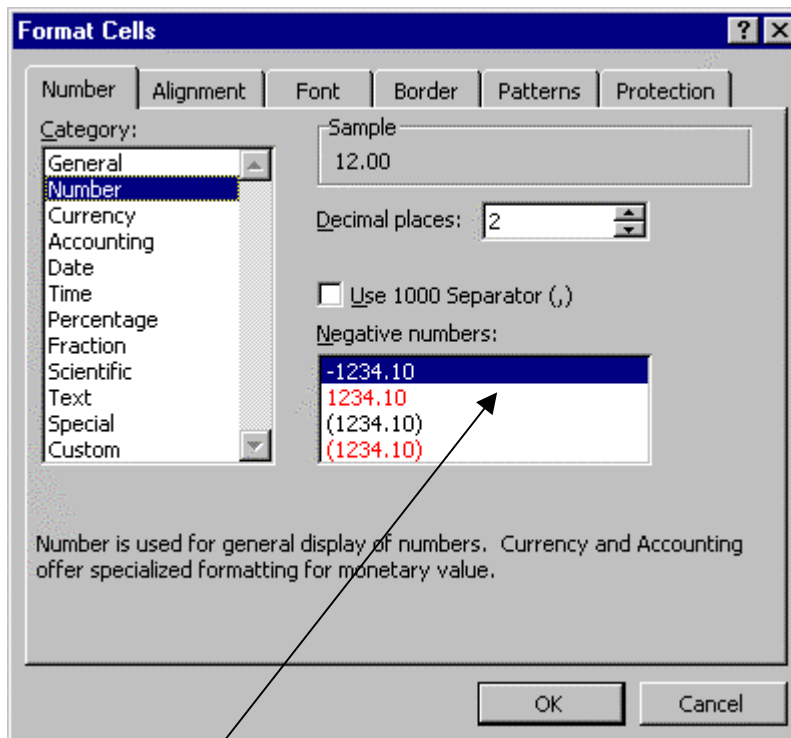 Format Cells
Number Alignment Font Border Patterns Protection
Category:
General
Number
Currency
Accounting
Date
Time
Percentage
Fraction
Scientific
Text
Special
Custom
Sample
12.00
Decimal places: 2
Use 1000 Separator (,)
Negative numbers:
-1234.10
1234.10
(1234.10)
(1234.10)
Number is used for general display of numbers. Currency and Accounting
offer specialized formatting for monetary value.
OK Cancel